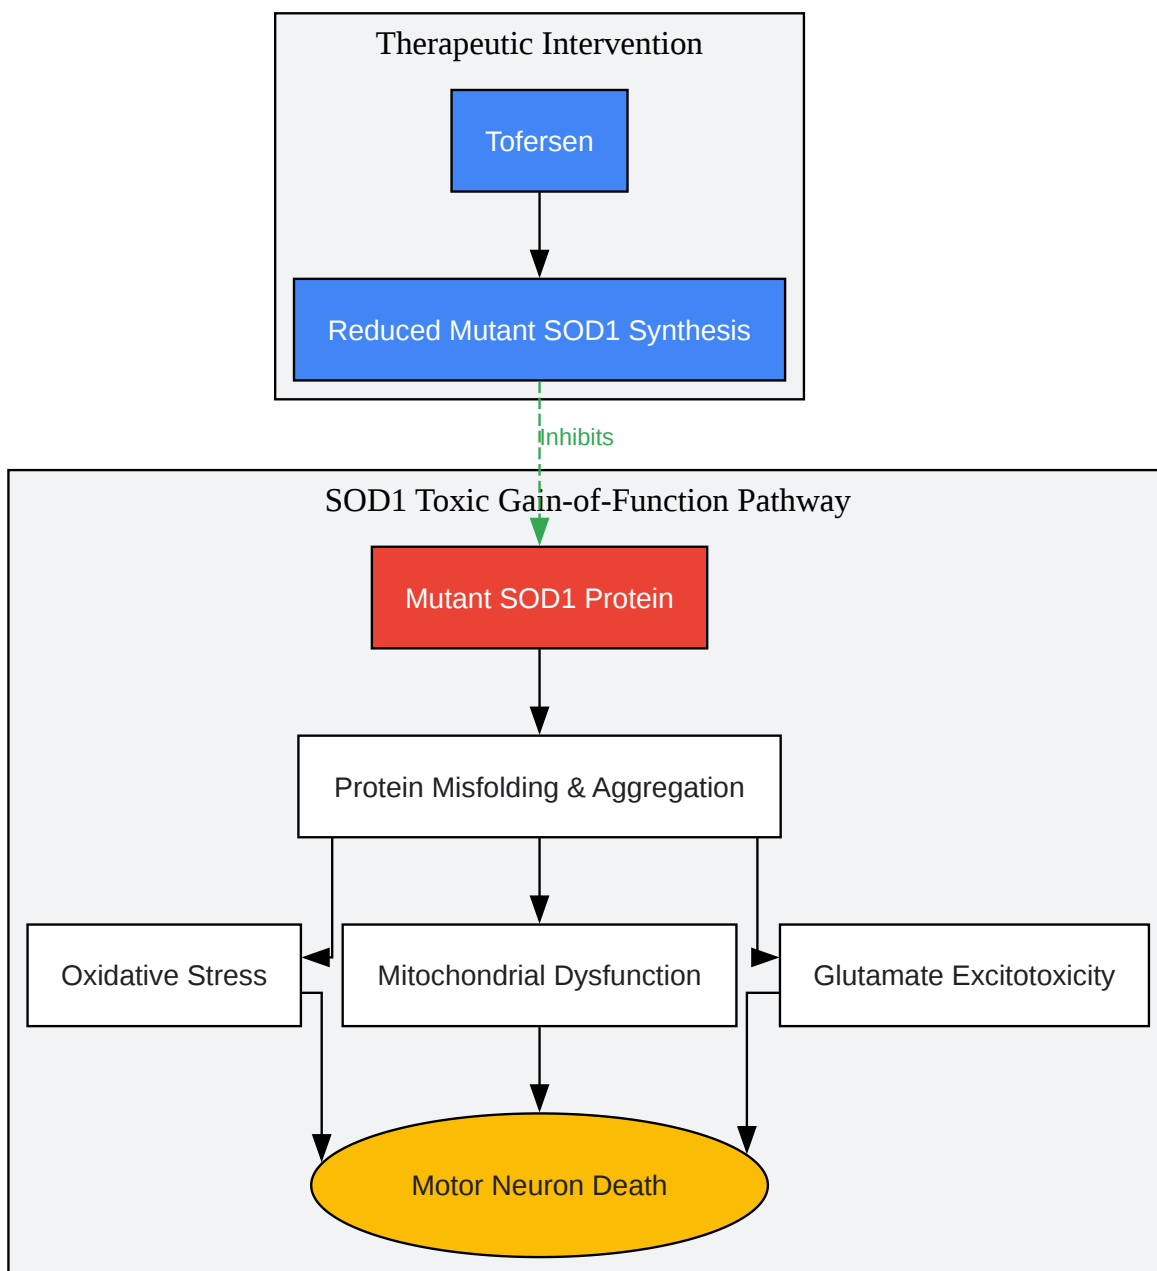 Therapeutic Intervention
Tofersen
Reduced Mutant SOD1 Synthesis
Inhibits
SOD1 Toxic Gain-of-Function Pathway
Mutant SOD1 Protein
Protein Misfolding & Aggregation
Oxidative Stress
Mitochondrial Dysfunction
Glutamate Excitotoxicity
Motor Neuron Death